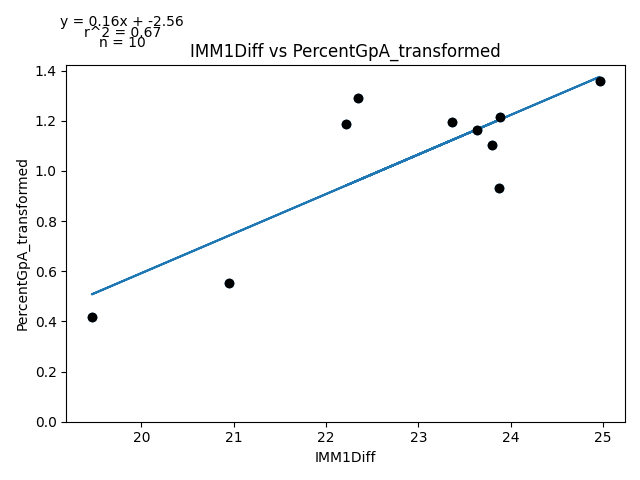 y = 0.16x + -2.56
r^2 = 0.67
n = 10
IMM1Diff vs PercentGpA_transformed
1.4
1.2
1.0
0.8
0.6
0.4
0.2
0.0
PercentGpA_transformed
20 21 22 23 24 25
IMM1Diff